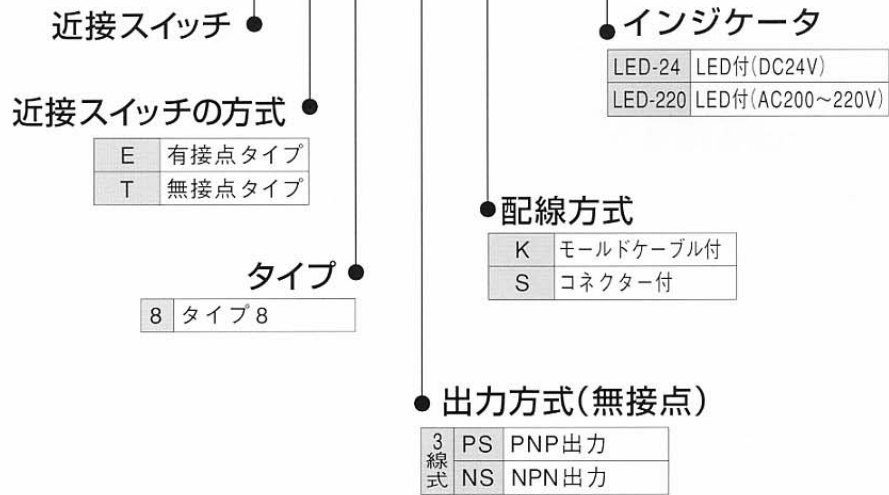 近接スイッチ
インジケータ
LED-24 LED付(DC24V)
LED-220 LED付(AC200～220V)
近接スイッチの方式
E 有接点タイプ
T 無接点タイプ
配線方式
K モールドケーブル付
S コネクター付
タイプ
8 タイプ8
出力方式(無接点)
3線式
PS PNP出力
NS NPN出力